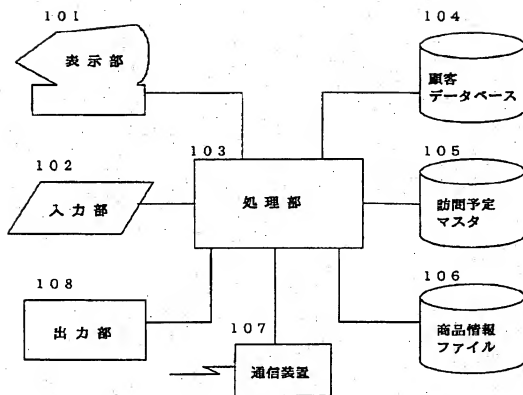 101
表示部
104
顧客
データベース
103
処理部
102
入力部
105
訪問予定
マスタ
108
出力部
107
通信装置
106
商品情報
ファイル